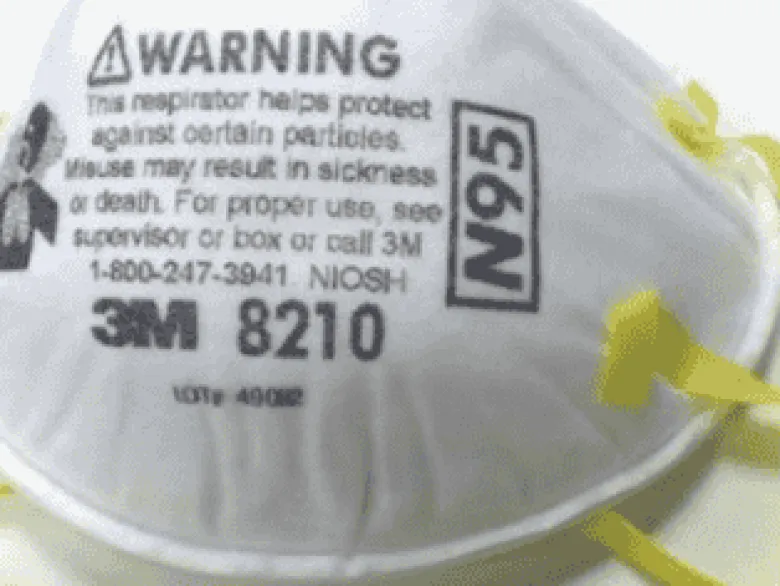 WARNING
This respirator helps protect
against certain particles.
Misuse may result in sickness
or death. For proper use, see
supervisor or box or call 3M
1-800-247-3941. NIOSH
3M 8210
N95